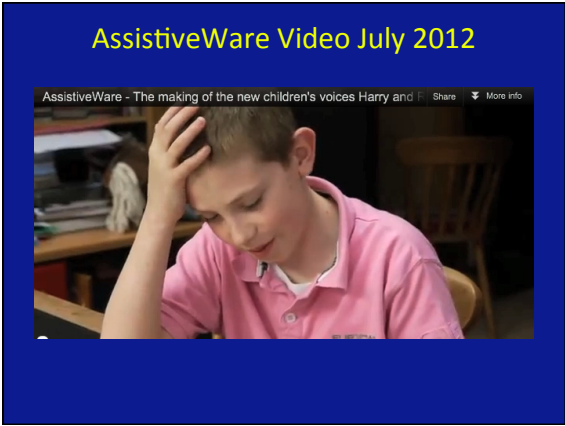 AssistiveWare Video July 2012
AssistiveWare - The making of the new children's voices Harry and Share More info